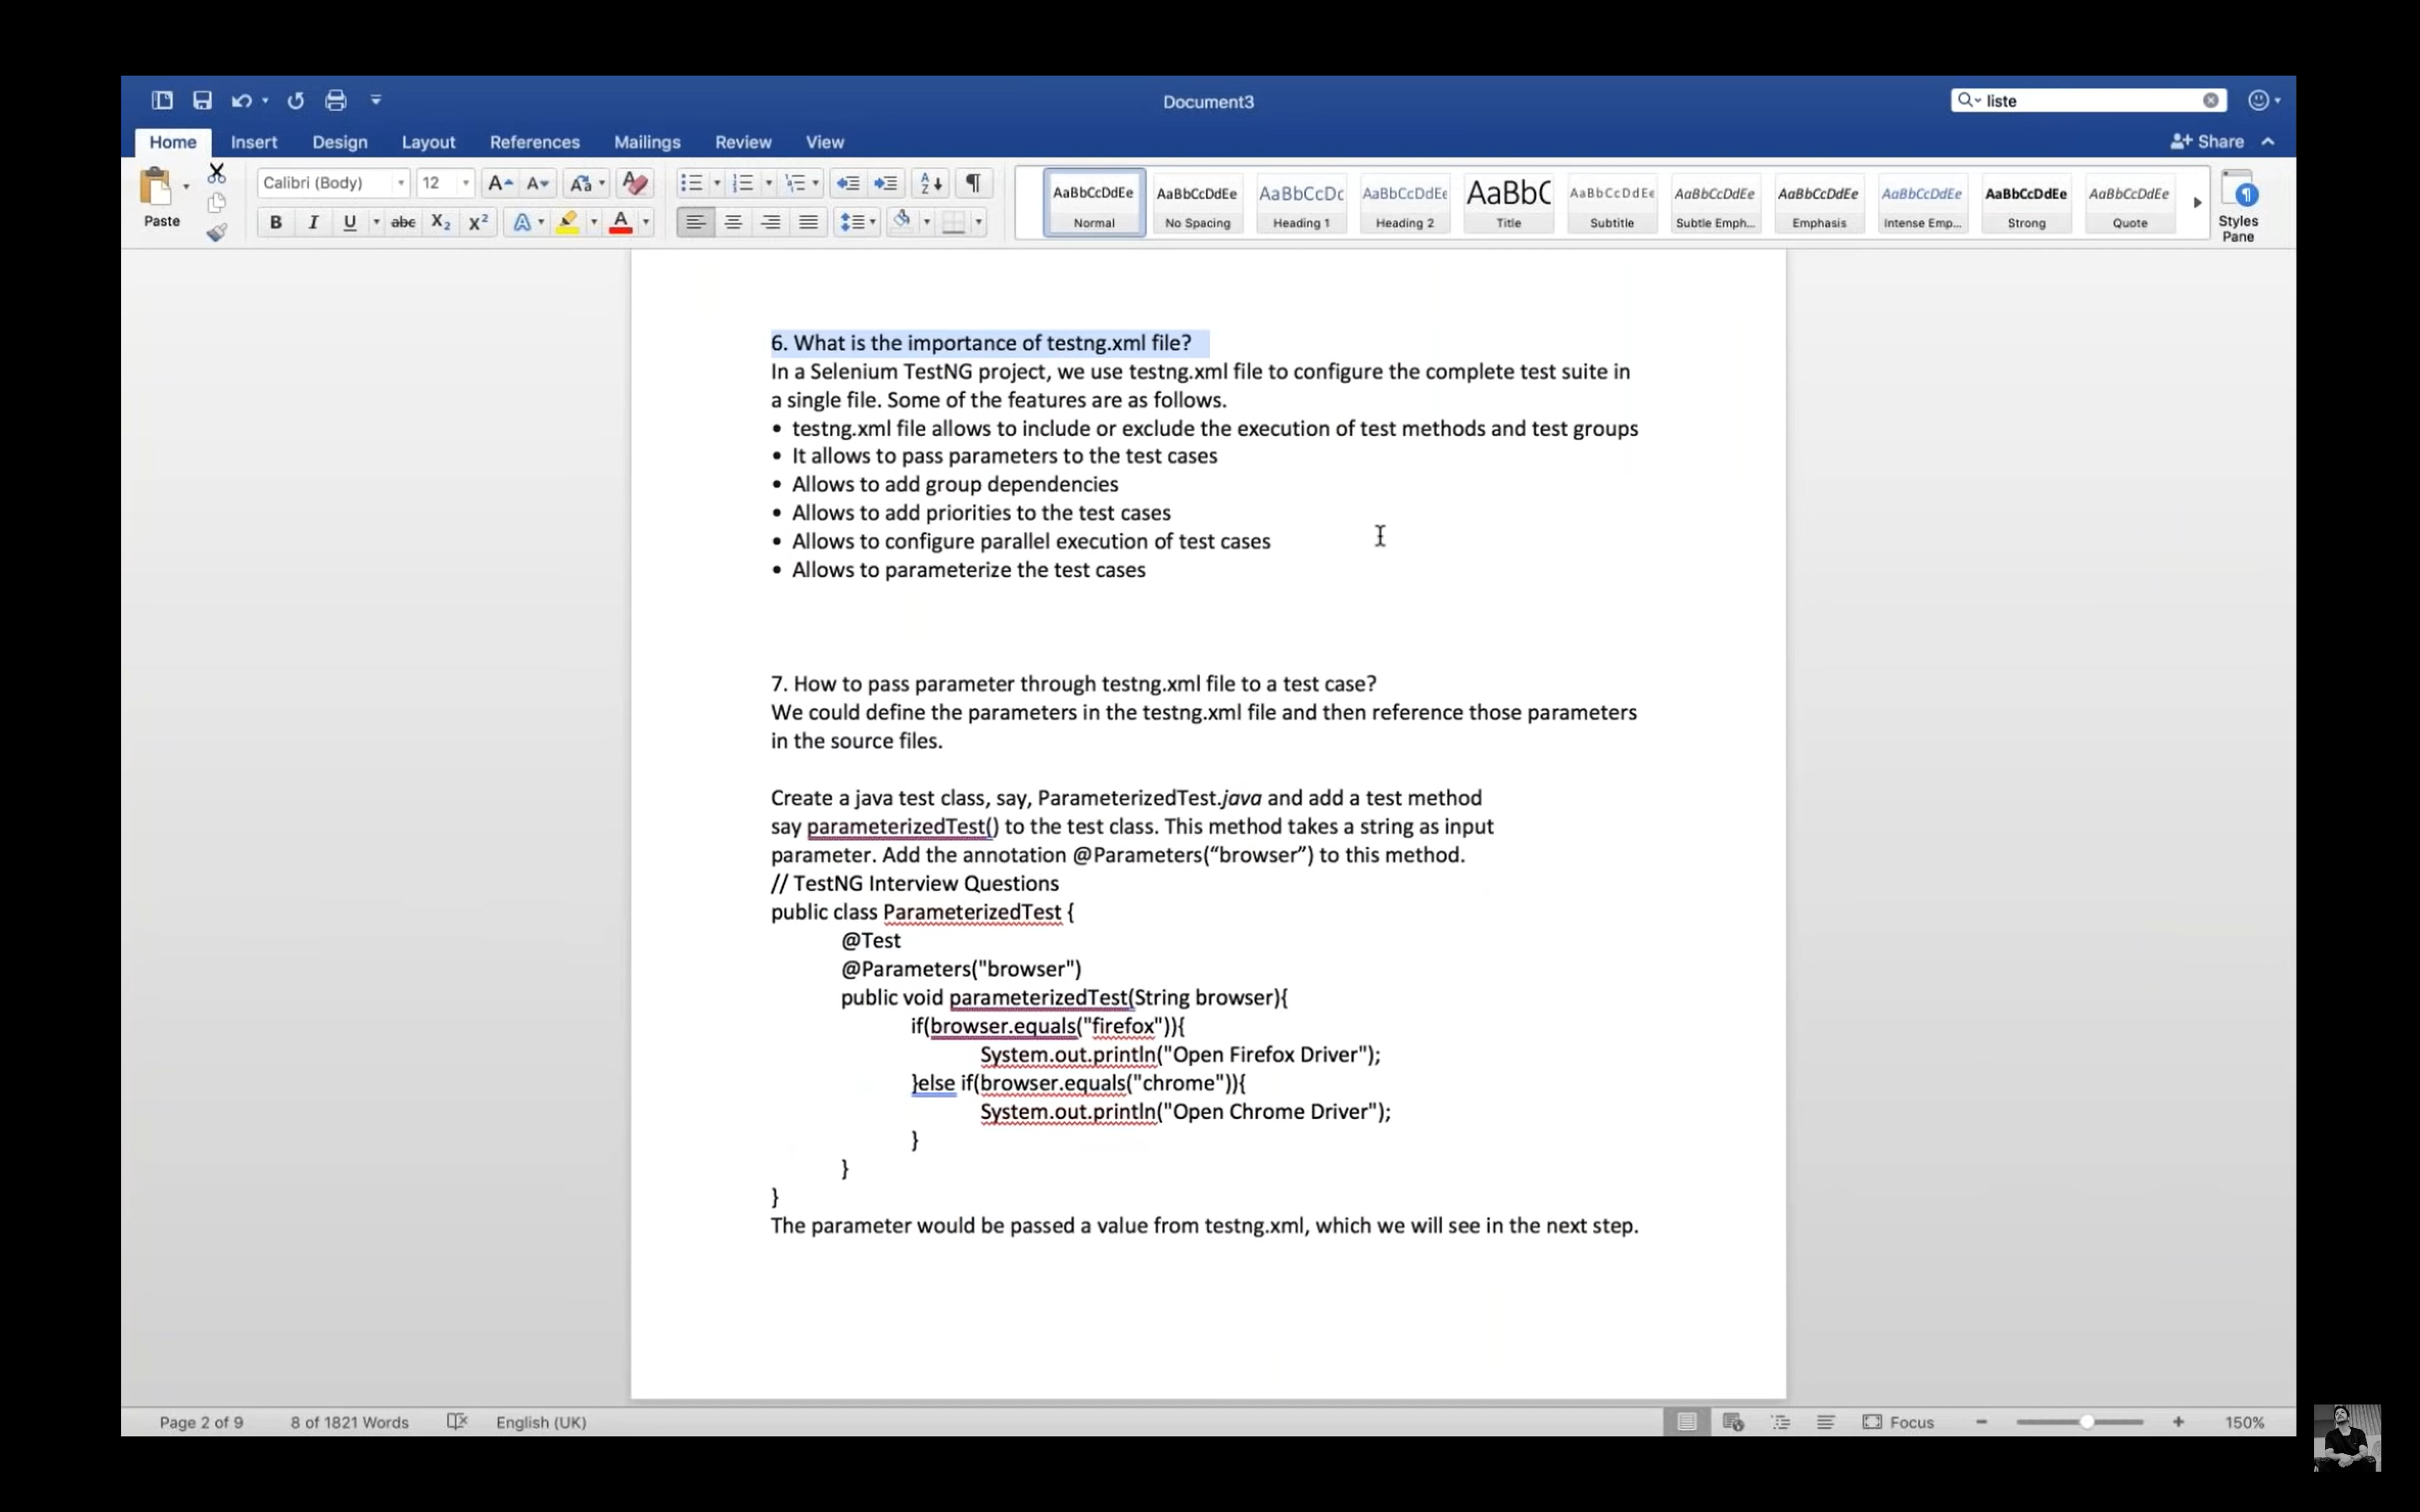 Document3
liste
Home Insert Design Layout References Mailings Review View
Share
Paste
Calibri (Body) 12
AaBbCcDdEe AaBbCcDdEe AaBbCcDc AaBbCcDdEe AaBbC AaBbCcDdEe AaBbCcDdEe AaBbCcDdEe AaBbCcDdEe AaBbCcDdEe AaBbCcDdEe
Normal No Spacing Heading 1 Heading 2 Title Subtitle Subtle Emph... Emphasis Intense Emp... Strong Quote
Styles
Pane
6. What is the importance of testng.xml file?
In a Selenium TestNG project, we use testng.xml file to configure the complete test suite in
a single file. Some of the features are as follows.
• testng.xml file allows to include or exclude the execution of test methods and test groups
• It allows to pass parameters to the test cases
• Allows to add group dependencies
• Allows to add priorities to the test cases
• Allows to configure parallel execution of test cases
• Allows to parameterize the test cases
7. How to pass parameter through testng.xml file to a test case?
We could define the parameters in the testng.xml file and then reference those parameters
in the source files.
Create a java test class, say, ParameterizedTest.java and add a test method
say parameterizedTest() to the test class. This method takes a string as input
parameter. Add the annotation @Parameters(“browser”) to this method.
// TestNG Interview Questions
public class ParameterizedTest {
@Test
@Parameters("browser")
public void parameterizedTest(String browser){
if(browser.equals("firefox")){
System.out.println("Open Firefox Driver");
}else if(browser.equals("chrome")){
System.out.println("Open Chrome Driver");
}
}
}
The parameter would be passed a value from testng.xml, which we will see in the next step.
Page 2 of 9 8 of 1821 Words English (UK) Focus 150%